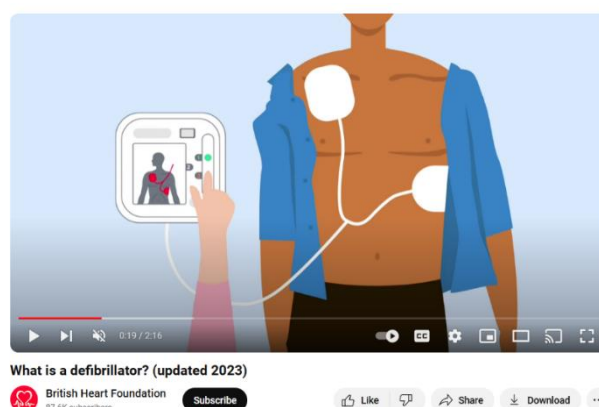 0:19 / 2:16
CC
What is a defibrillator? (updated 2023)
British Heart Foundation
Subscribe
Like
Share
Download